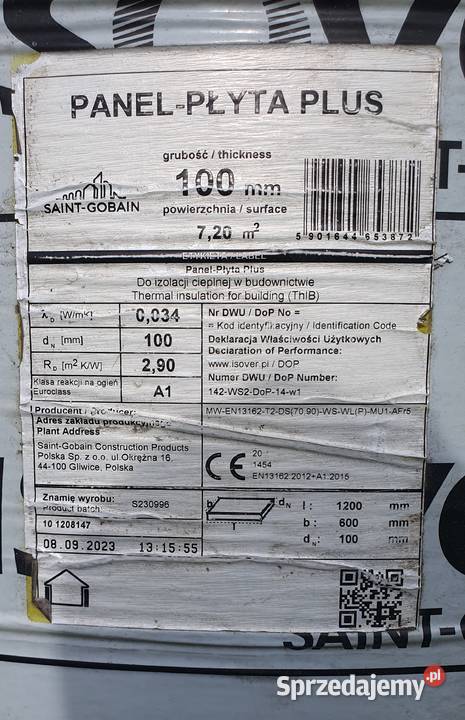 PANEL-PŁYTA PLUS
grubość / thickness
100 mm
SAINT-GOBAIN
powierzchnia / surface
7,20 m²
5 901644 653872
ETYKIETA / LABEL
Panel-Płyta Plus
Do izolacji cieplnej w budownictwie
Thermal insulation for building (ThIB)
λD [W/mK] 0,034
dN [mm] 100
RD [m² K/W] 2,90
Klasa reakcji na ogień
Euroclass A1
Nr DWU / DoP No =
= Kod identyfikacyjny / Identification Code
Deklaracja Właściwości Użytkowych
Declaration of Performance:
www.isover.pl / DOP
Numer DWU / DoP Number:
142-WS2-DoP-14-w1
Producent / Producer:
Adres zakładu produkcyjnego
Plant Address
Saint-Gobain Construction Products
Polska Sp. z o.o. ul.Okrężna 16,
44-100 Gliwice, Polska
MW-EN13162-T2-DS(70,90)-WS-WL(P)-MU1-AFr5
CE
20
1454
EN13162:2012+A1:2015
Znamię wyrobu:
Product batch: S230996
10 1208147
08.09.2023 13:15:55
b
dN
l
l : 1200 mm
b : 600 mm
dN : 100 mm
SAINT-G
Sprzedajemy.pl